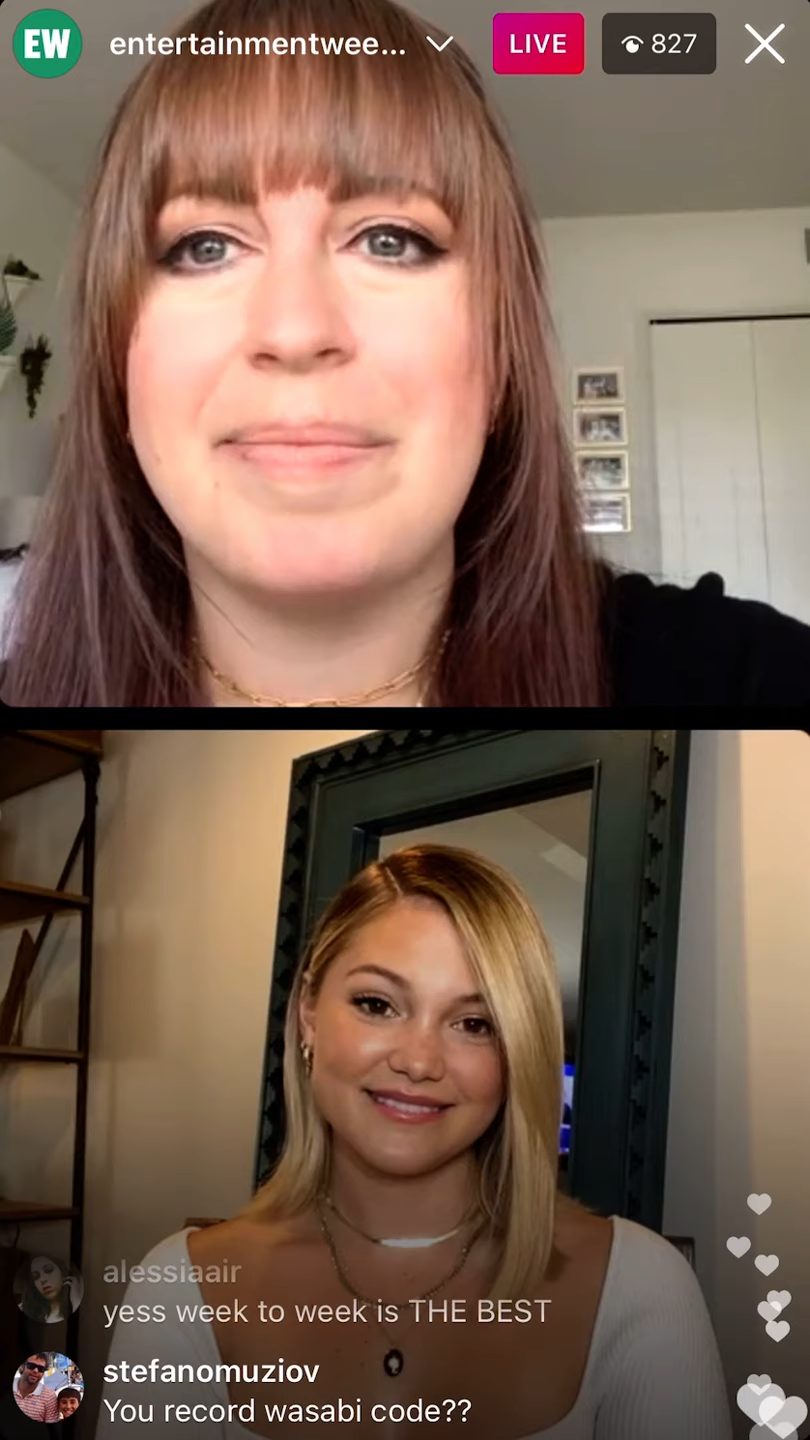 EW entertainmentwee... LIVE 827
alessiaair
yess week to week is THE BEST
stefanomuziov
You record wasabi code??